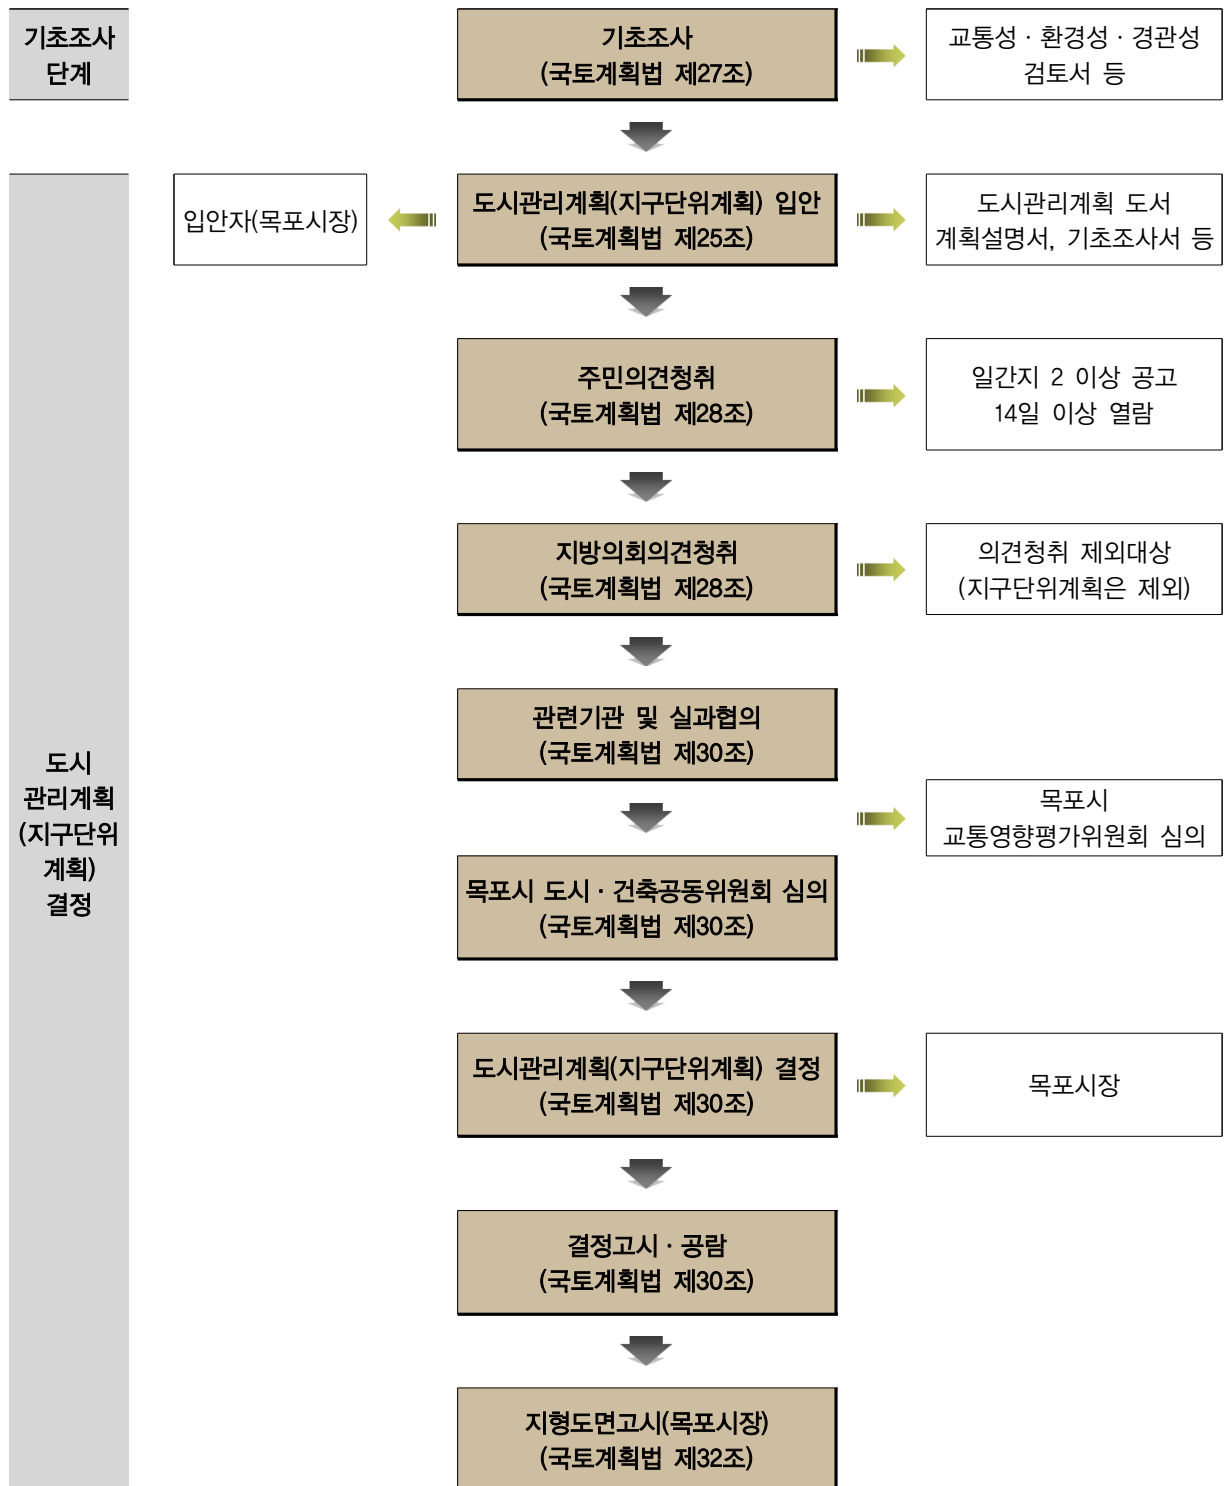 기초조사
단계
기초조사
(국토계획법 제27조)
교통성·환경성·경관성
검토서 등
입안자(목포시장)
도시관리계획(지구단위계획) 입안
(국토계획법 제25조)
도시관리계획 도서
계획설명서, 기초조사서 등
주민의견청취
(국토계획법 제28조)
일간지 2 이상 공고
14일 이상 열람
지방의회의견청취
(국토계획법 제28조)
의견청취 제외대상
(지구단위계획은 제외)
관련기관 및 실과협의
(국토계획법 제30조)
도시
관리계획
(지구단위
계획)
결정
목포시
교통영향평가위원회 심의
목포시 도시·건축공동위원회 심의
(국토계획법 제30조)
도시관리계획(지구단위계획) 결정
(국토계획법 제30조)
목포시장
결정고시·공람
(국토계획법 제30조)
지형도면고시(목포시장)
(국토계획법 제32조)